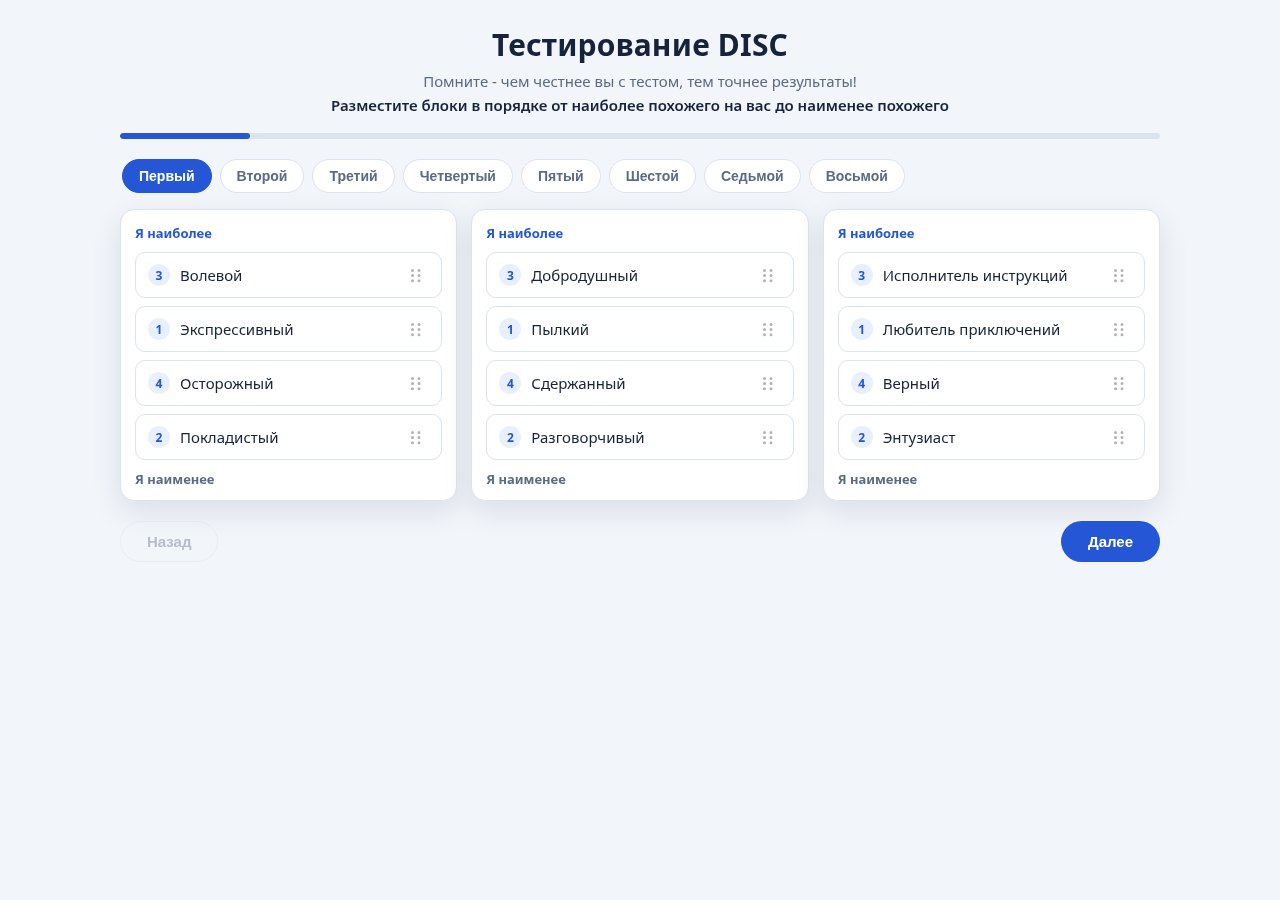 Тестирование DISC
Помните - чем честнее вы с тестом, тем точнее результаты!
Разместите блоки в порядке от наиболее похожего на вас до наименее похожего
Первый
Второй
Третий
Четвертый
Пятый
Шестой
Седьмой
Восьмой
Я наиболее
3 Волевой
1 Экспрессивный
4 Осторожный
2 Покладистый
Я наименее
Я наиболее
3 Добродушный
1 Пылкий
4 Сдержанный
2 Разговорчивый
Я наименее
Я наиболее
3 Исполнитель инструкций
1 Любитель приключений
4 Верный
2 Энтузиаст
Я наименее
Назад
Далее